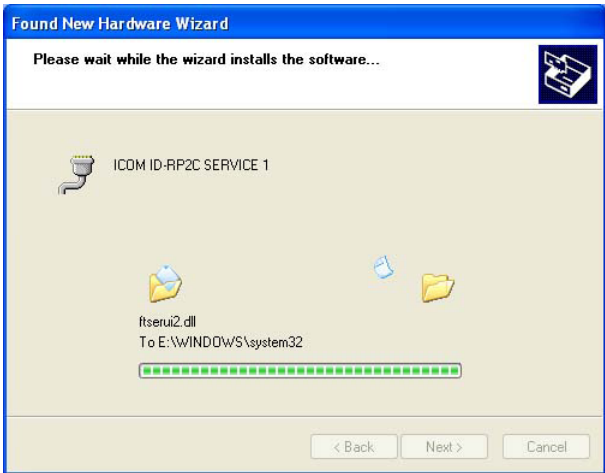 Found New Hardware Wizard
Please wait while the wizard installs the software...
ICOM ID-RP2C SERVICE 1
ftserui2.dll
To E:\WINDOWS\system32
< Back Next > Cancel